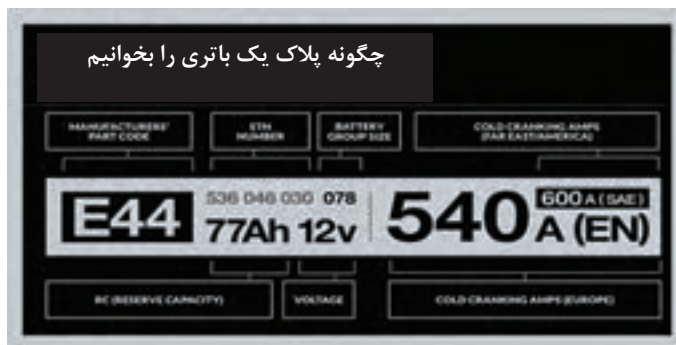 چگونه پلاک یک باتری را بخوانیم
MANUFACTURERS'
PART CODE
ETN
NUMBER
BATTERY
GROUP SIZE
COLD CRANKING AMPS
(FAR EAST/AMERICA)
E44
536 046 030 078
77Ah 12v
540
600 A (SAE)
A (EN)
RC (RESERVE CAPACITY)
VOLTAGE
COLD CRANKING AMPS (EUROPE)